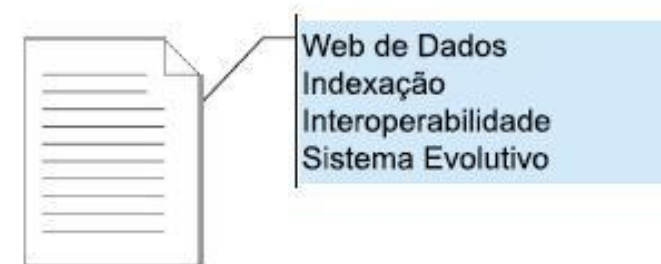 Web de Dados
Indexação
Interoperabilidade
Sistema Evolutivo